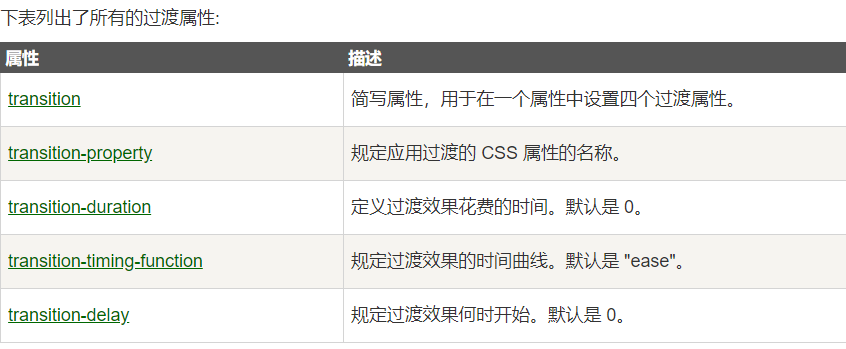 下表列出了所有的过渡属性:
属性 描述
transition 简写属性，用于在一个属性中设置四个过渡属性。
transition-property 规定应用过渡的 CSS 属性的名称。
transition-duration 定义过渡效果花费的时间。默认是 0。
transition-timing-function 规定过渡效果的时间曲线。默认是 "ease"。
transition-delay 规定过渡效果何时开始。默认是 0。